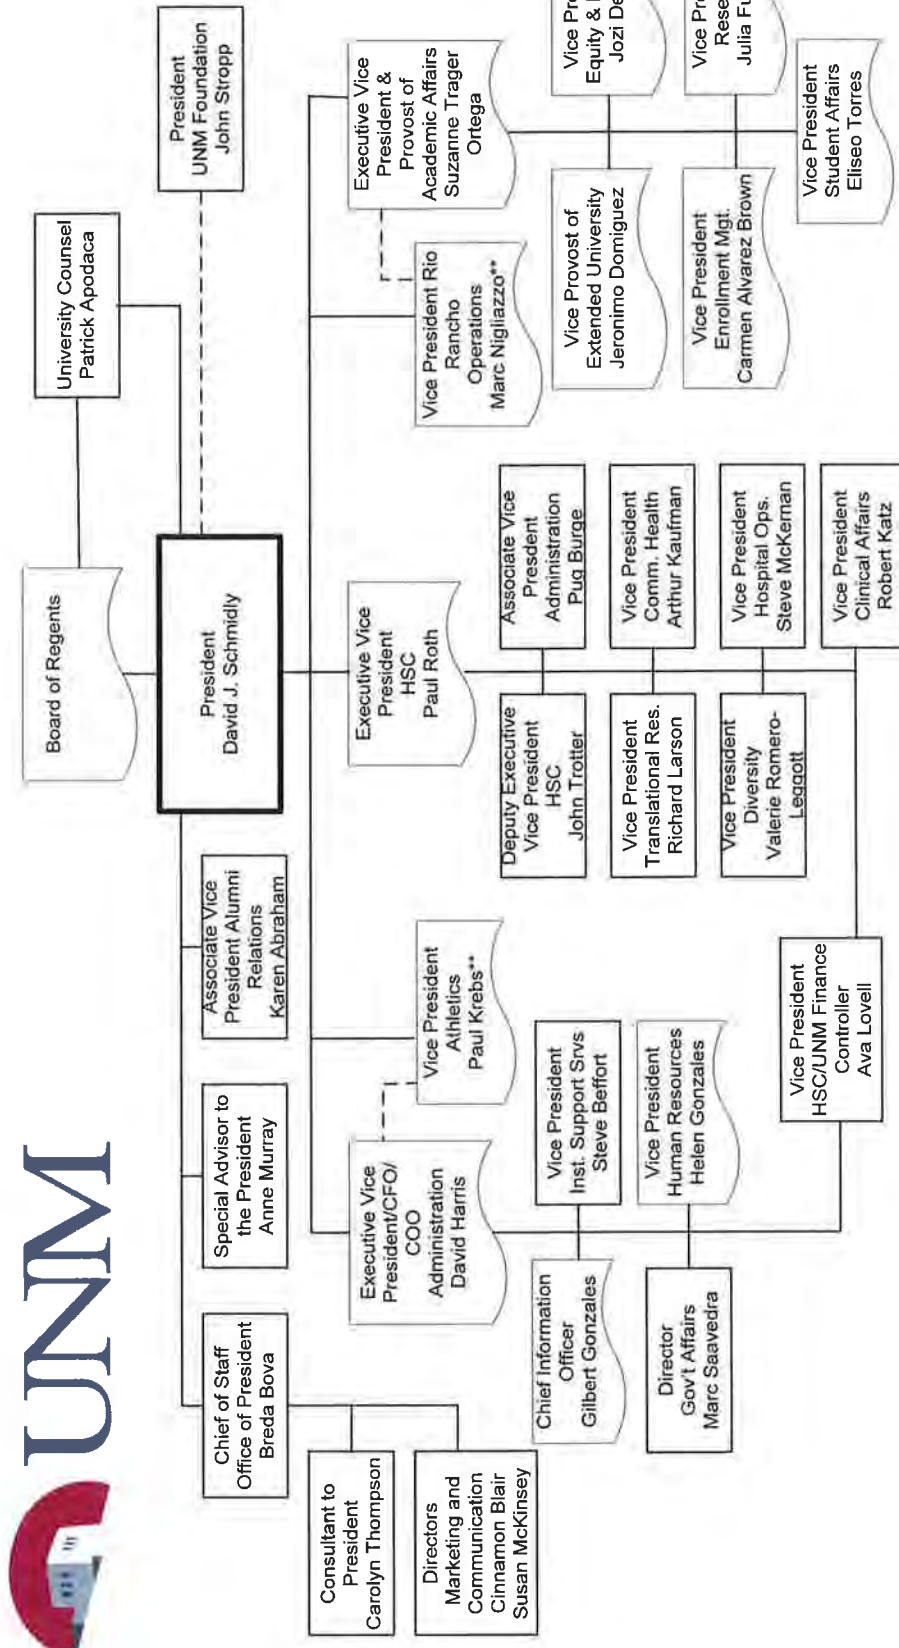 UNM
Board of Regents
University Counsel
Patrick Apodaca
President
David J. Schmidly
President
UNM Foundation
John Stropp
Chief of Staff
Office of President
Breda Bova
Special Advisor to
the President
Anne Murray
Associate Vice
President Alumni
Relations
Karen Abraham
Consultant to
President
Carolyn Thompson
Directors
Marketing and
Communication
Cinnamon Blair
Susan McKinsey
Executive Vice
President/CFO/
COO
Administration
David Harris
Vice President
Athletics
Paul Krebs**
Executive Vice
President
HSC
Paul Roth
Vice President Rio
Rancho
Operations
Marc Nigliazzo**
Executive Vice
President &
Provost of
Academic Affairs
Suzanne Trager
Ortega
Chief Information
Officer
Gilbert Gonzales
Vice President
Inst. Support Srvs
Steve Beffort
Director
Gov't Affairs
Marc Saavedra
Vice President
Human Resources
Helen Gonzales
Vice President
HSC/UNM Finance
Controller
Ava Lovell
Deputy Executive
Vice President
HSC
John Trotter
Associate Vice
Presdent
Administration
Pug Burge
Vice President
Translational Res.
Richard Larson
Vice President
Comm. Health
Arthur Kaufman
Vice President
Diversity
Valerie Romero-
Leggott
Vice President
Hospital Ops.
Steve McKernan
Vice President
Clinical Affairs
Robert Katz
Vice Provost of
Extended University
Jeronimo Domiguez
Vice
Equity &
Jozi
Vice President
Enrollment Mgt.
Carmen Alvarez Brown
Vice
Julia
Vice President
Student Affairs
Eliseo Torres